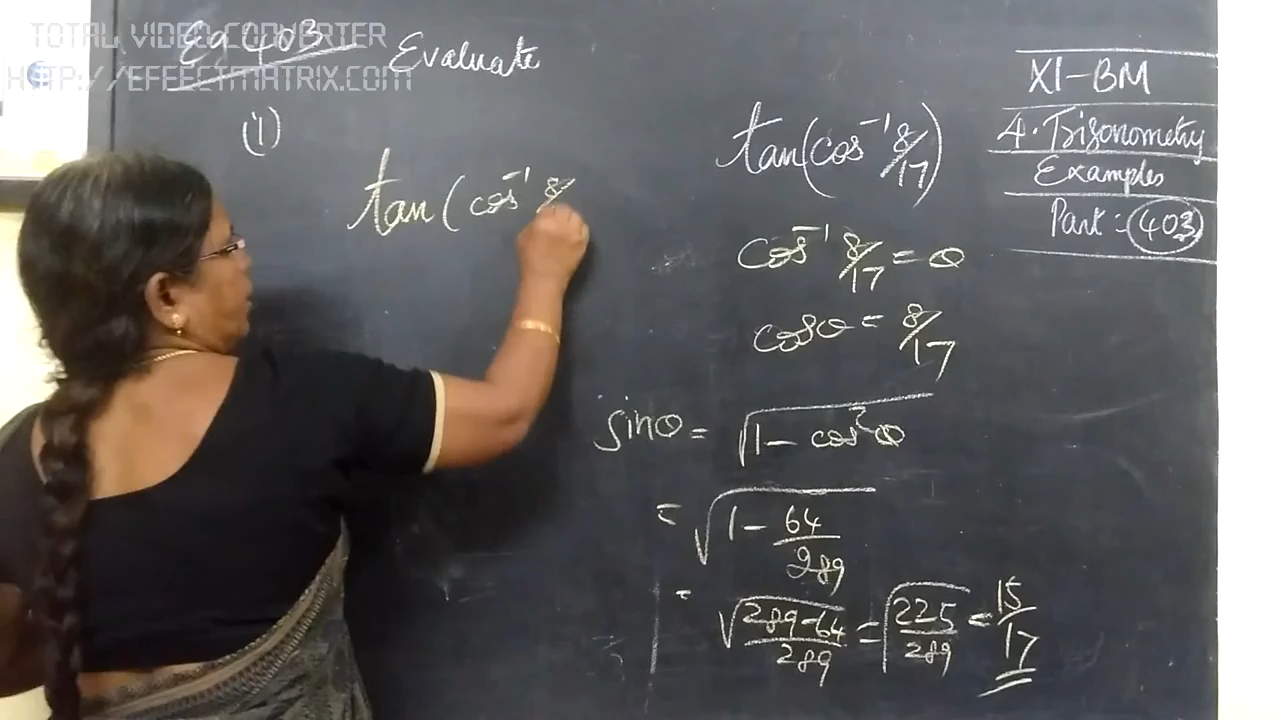 TOTAL VIDEO CONVERTER
HTTP://EFFECTMATRIX.COM
Eg 403 Evaluate
(1)
tan(cos⁻¹ 8/
tan(cos⁻¹ 8/17)
cos⁻¹ 8/17 = θ
cosθ = 8/17
sinθ = √(1 - cos²θ)
= √(1 - 64/289)
= √((289-64)/289) = √(225/289) = 15/17
XI-BM
4. Trigonometry
Examples
Part: 403